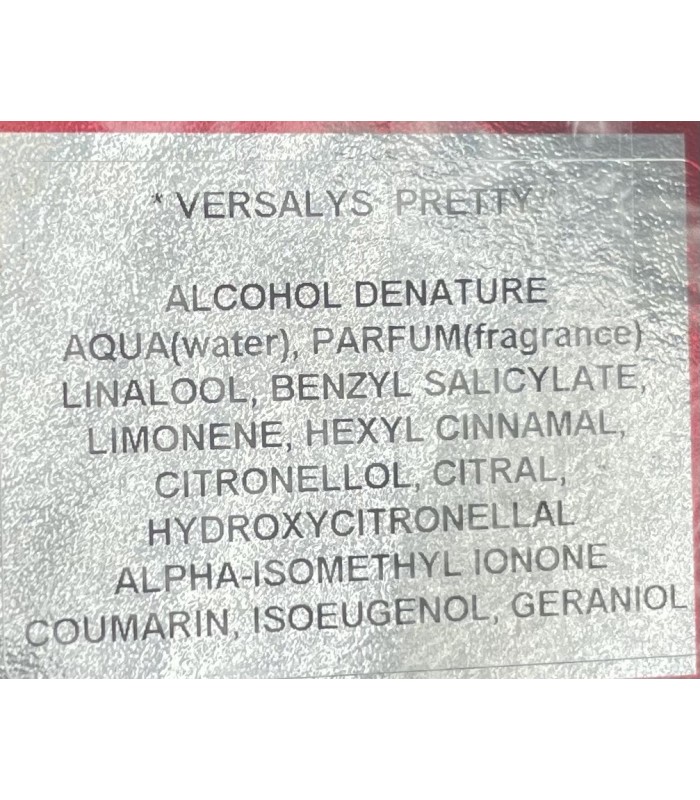 * VERSALYS PRETTY *
ALCOHOL DENATURE
AQUA(water), PARFUM(fragrance)
LINALOOL, BENZYL SALICYLATE,
LIMONENE, HEXYL CINNAMAL,
CITRONELLOL, CITRAL,
HYDROXYCITRONELLAL
ALPHA-ISOMETHYL IONONE
COUMARIN, ISOEUGENOL, GERANIOL